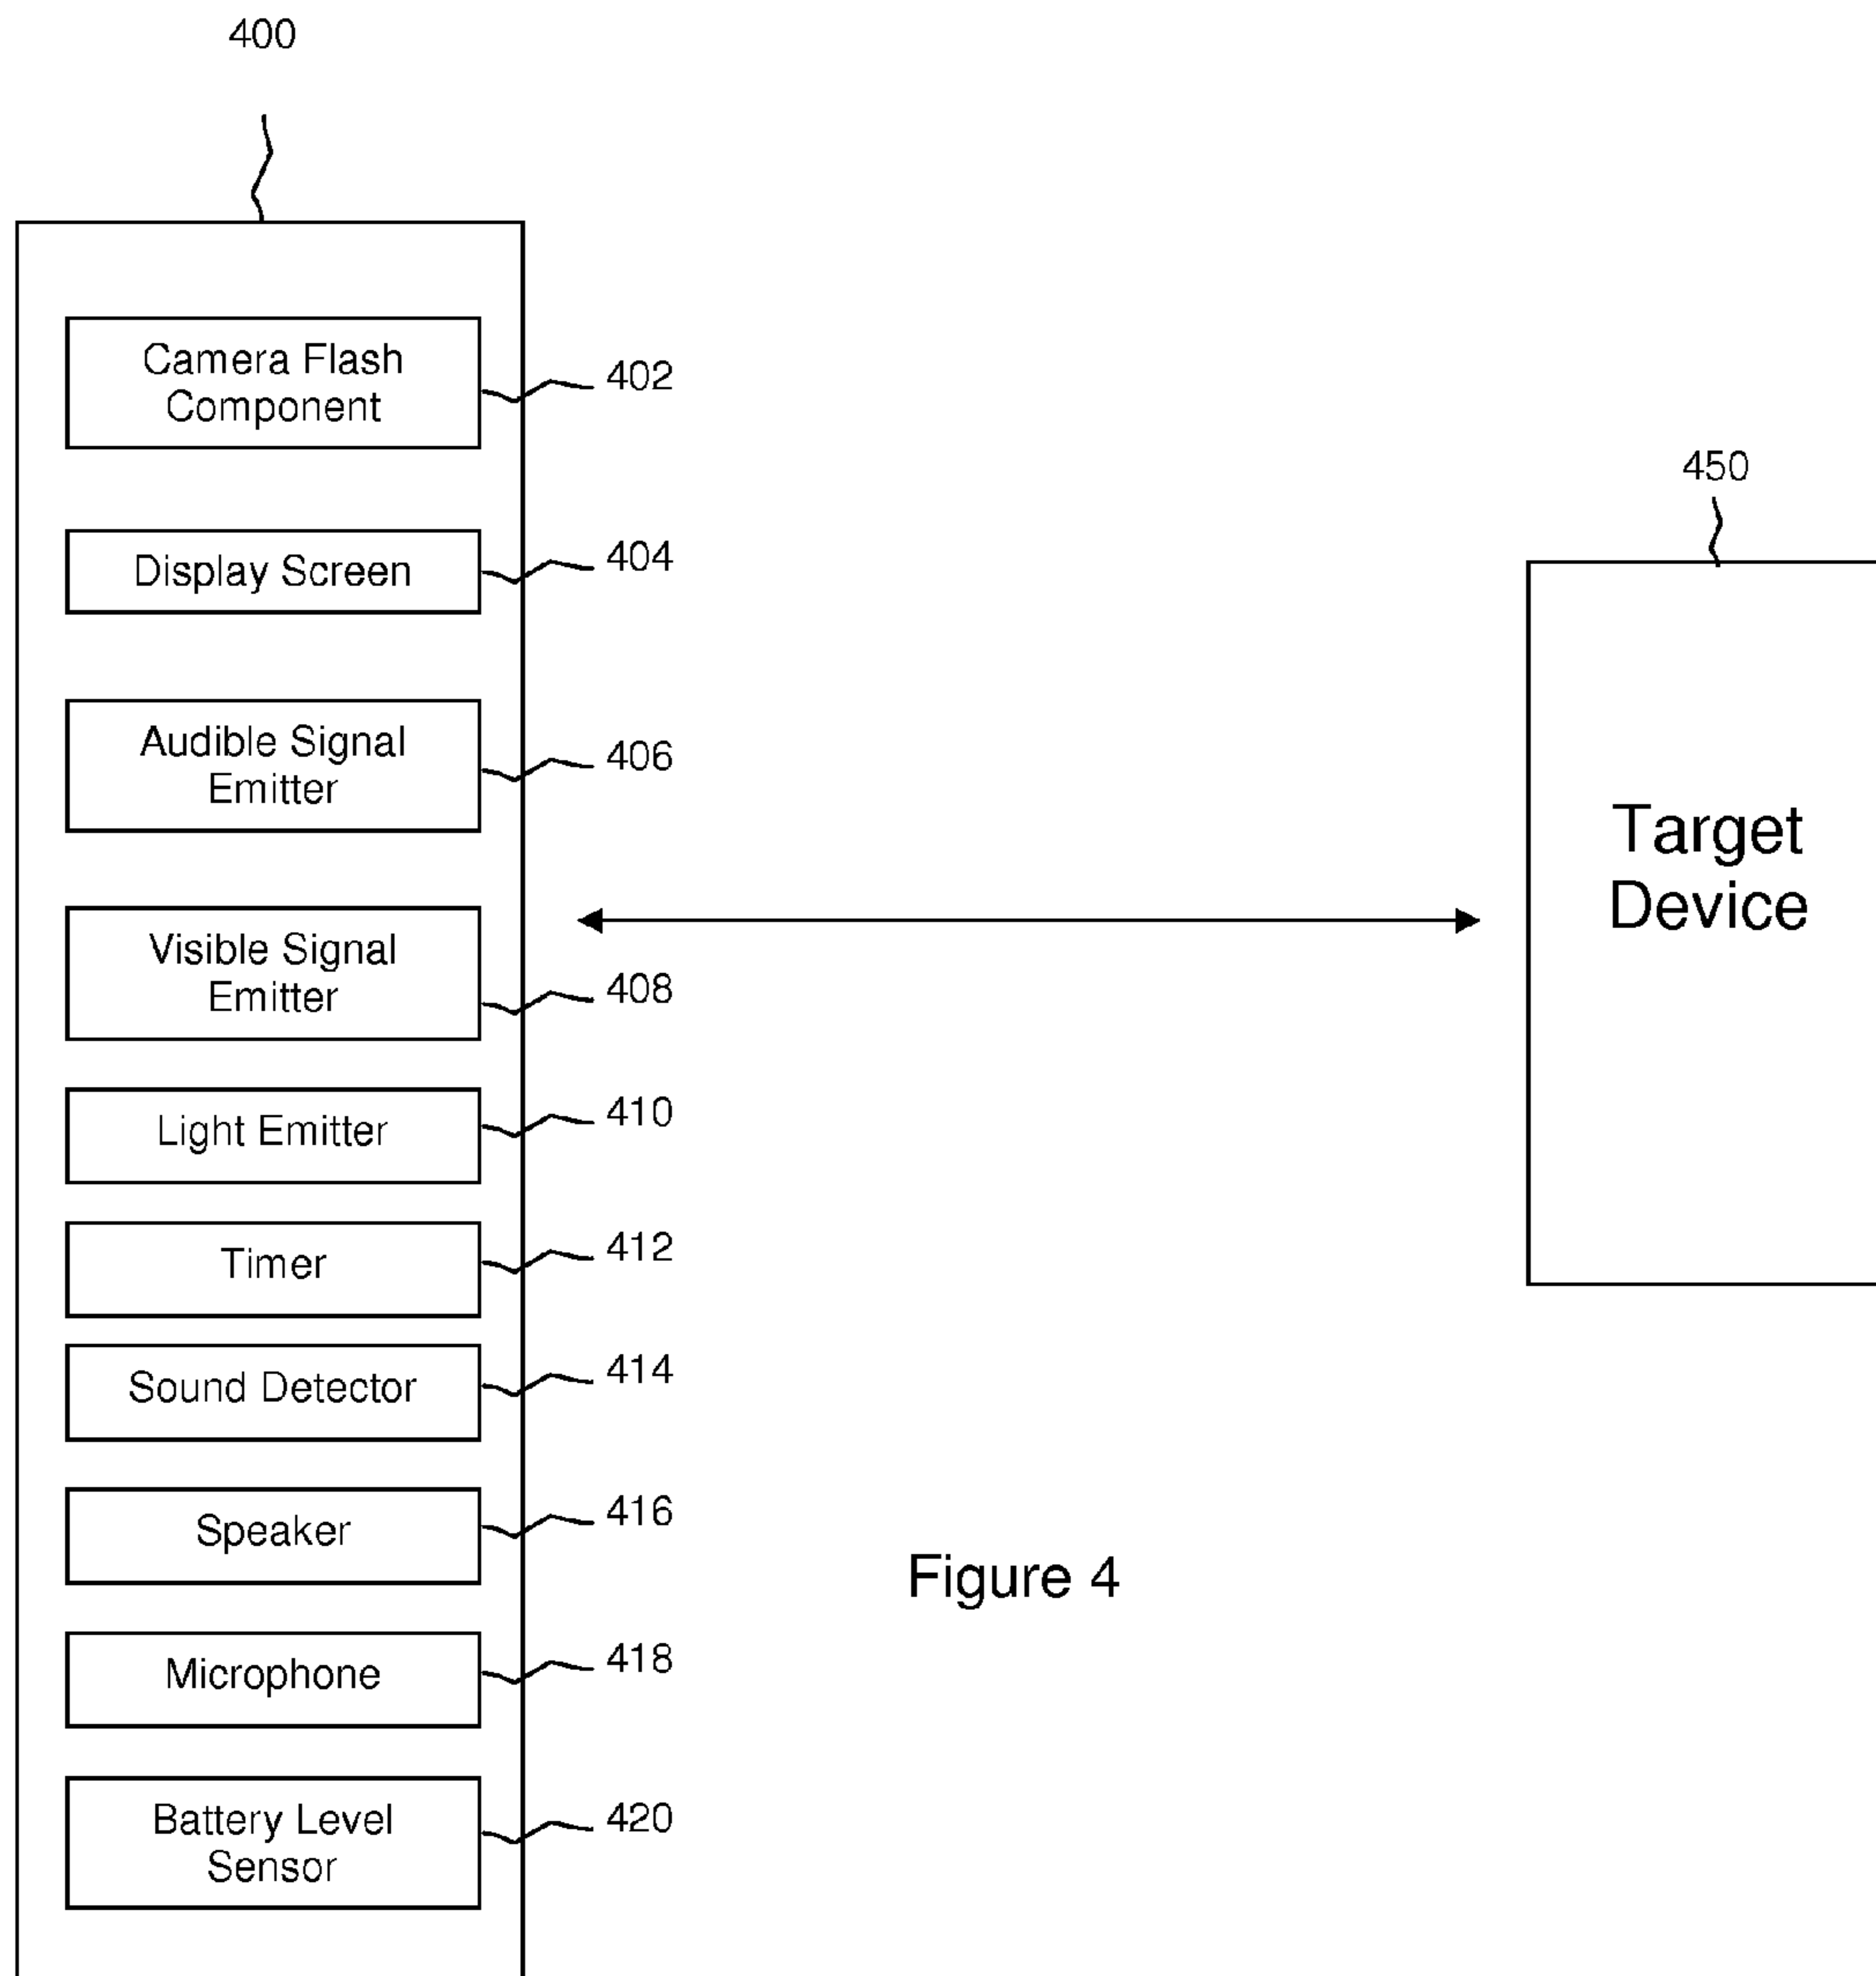 400
Camera Flash
Component
402
Display Screen
404
Audible Signal
Emitter
406
Visible Signal
Emitter
408
Light Emitter
410
Timer
412
Sound Detector
414
Speaker
416
Microphone
418
Battery Level
Sensor
420
450
Target
Device
Figure 4